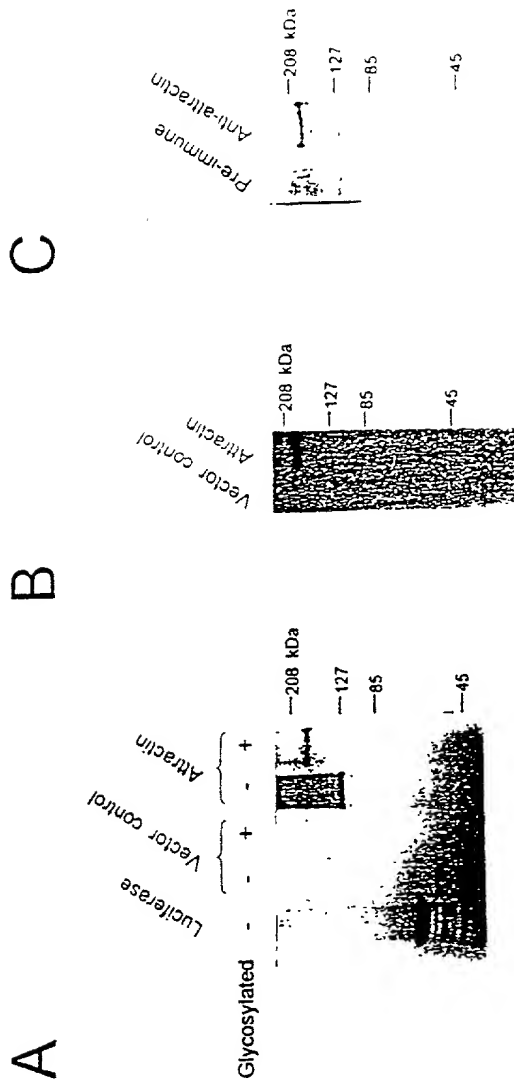 A
Luciferase
Vector control
Attractin
Glycosylated - - + - +
—208 kDa
—127
—85
—45
B
Vector control
Attractin
—208 kDa
—127
—85
—45
C
Pre-immune
Anti-attractin
—208 kDa
—127
—85
—45